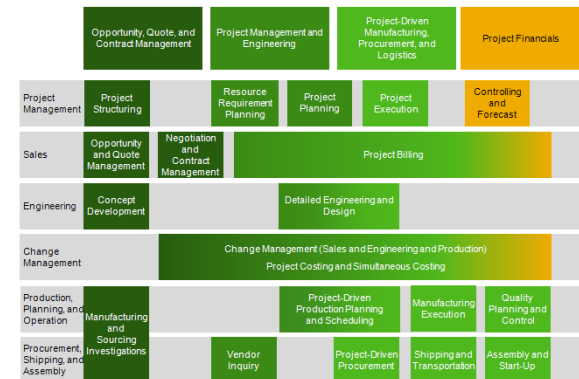 Opportunity, Quote, and
Contract Management
Project Management and
Engineering
Project-Driven
Manufacturing,
Procurement, and
Logistics
Project Financials
Project
Management
Project
Structuring
Resource
Requirement
Planning
Project
Planning
Project
Execution
Controlling
and
Forecast
Sales
Opportunity
and Quote
Management
Negotiation
and
Contract
Management
Project Billing
Engineering
Concept
Development
Detailed Engineering and
Design
Change
Management
Change Management (Sales and Engineering and Production)
Project Costing and Simultaneous Costing
Production,
Planning, and
Operation
Manufacturing
and
Sourcing
Investigations
Project-Driven
Production Planning
and Scheduling
Manufacturing
Execution
Quality
Planning and
Control
Procurement,
Shipping, and
Assembly
Vendor
Inquiry
Project-Driven
Procurement
Shipping and
Transportation
Assembly and
Start-Up